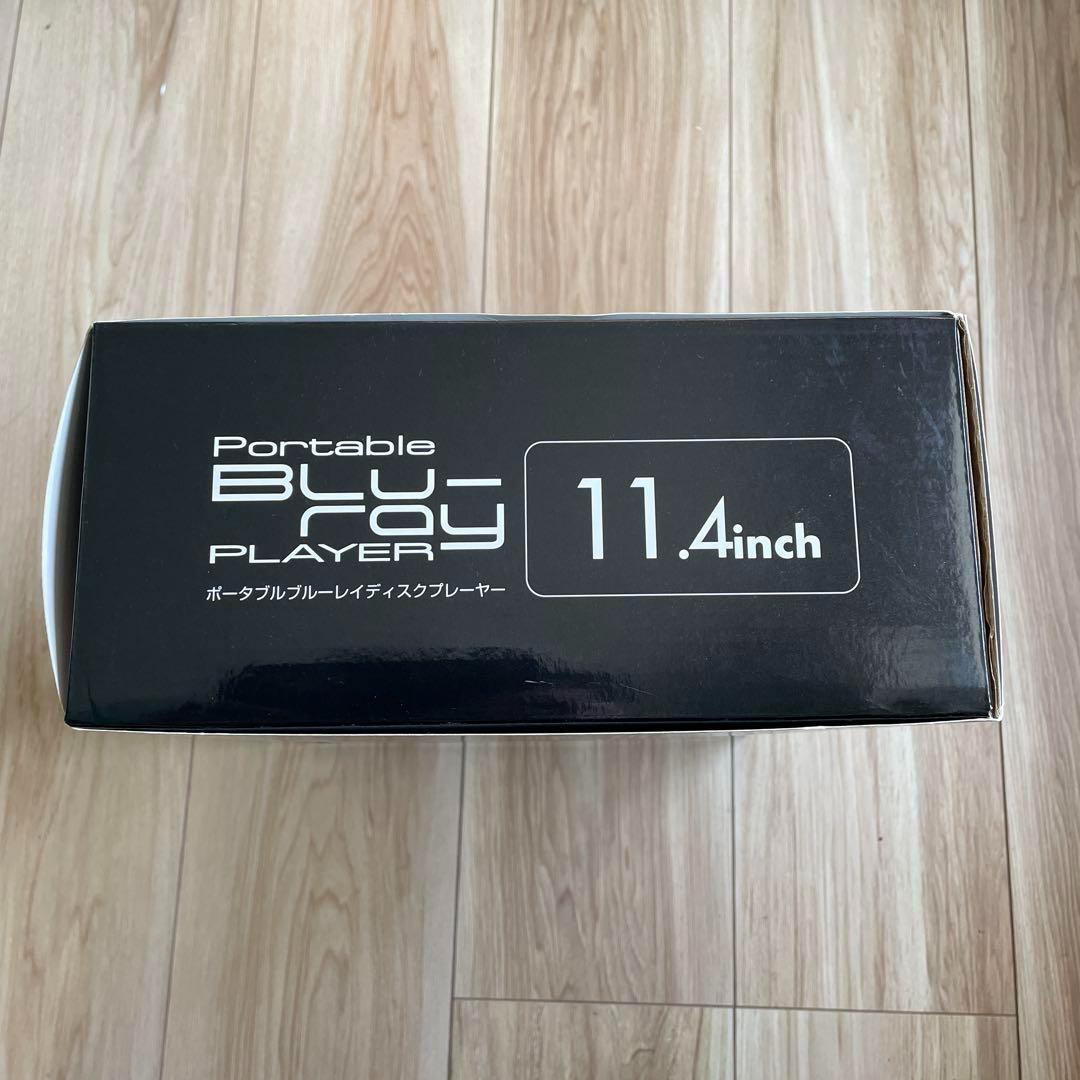 Portable
BLu-
ray
PLAYER
ポータブルブルーレイディスクプレーヤー
11.4inch